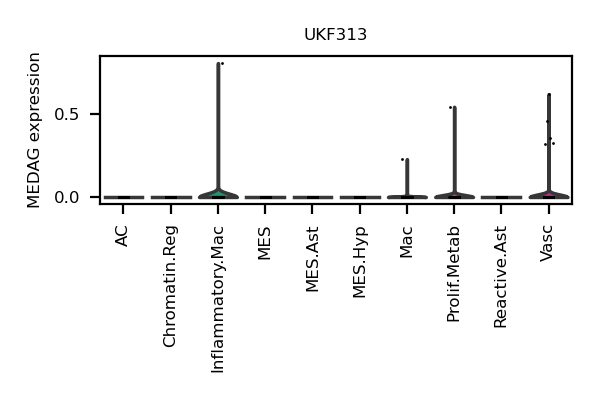 UKF313
MEDAG expression
0.5
0.0
AC
Chromatin.Reg
Inflammatory.Mac
MES
MES.Ast
MES.Hyp
Mac
Prolif.Metab
Reactive.Ast
Vasc